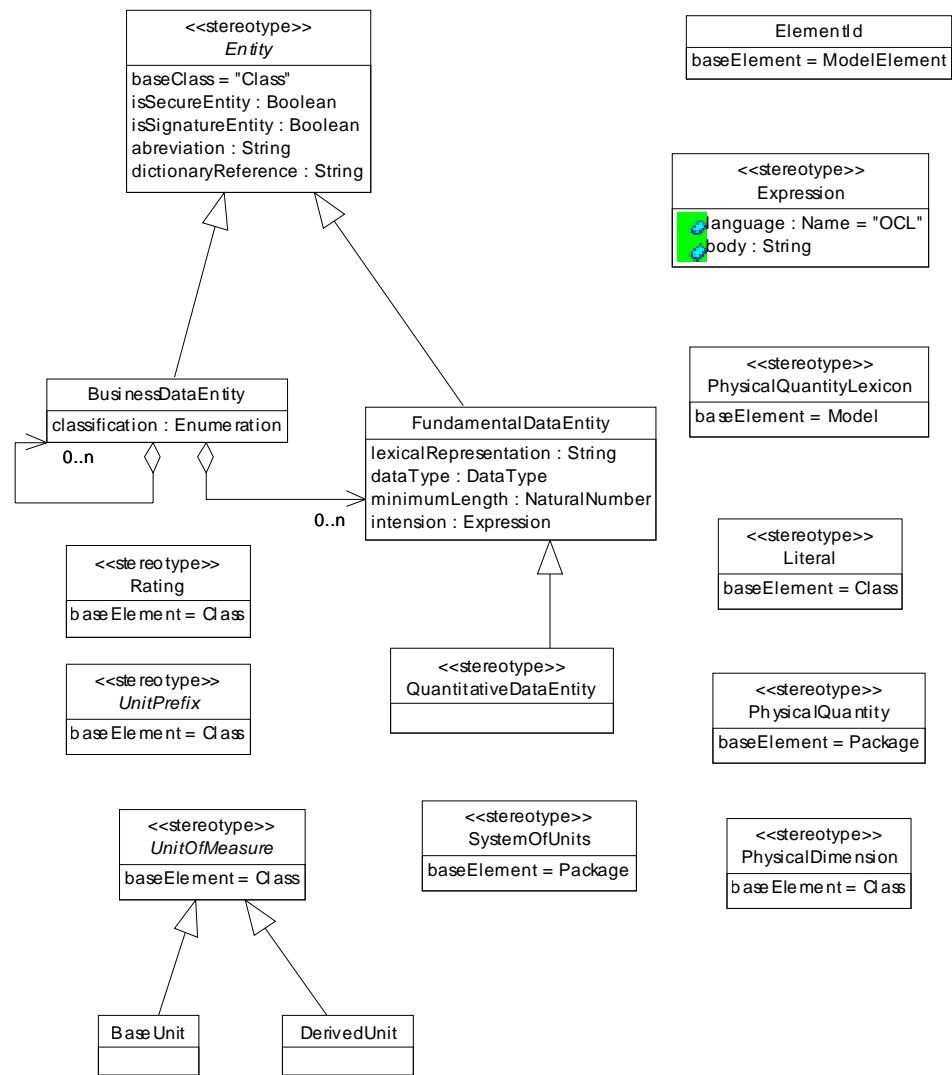 <<stereotype>>
Entity
baseClass = "Class"
isSecureEntity : Boolean
isSignatureEntity : Boolean
abreviation : String
dictionaryReference : String
ElementId
baseElement = ModelElement
<<stereotype>>
Expression
language : Name = "OCL"
body : String
BusinessDataEntity
classification : Enumeration
0..n
0..n
FundamentalDataEntity
lexicalRepresentation : String
dataType : DataType
minimumLength : NaturalNumber
intension : Expression
<<stereotype>>
PhysicalQuantityLexicon
baseElement = Model
<<stereotype>>
Rating
baseElement = Class
<<stereotype>>
Literal
baseElement = Class
<<stereotype>>
UnitPrefix
baseElement = Class
<<stereotype>>
QuantitativeDataEntity
<<stereotype>>
PhysicalQuantity
baseElement = Package
<<stereotype>>
UnitOfMeasure
baseElement = Class
<<stereotype>>
SystemOfUnits
baseElement = Package
<<stereotype>>
PhysicalDimension
baseElement = Class
BaseUnit
DerivedUnit